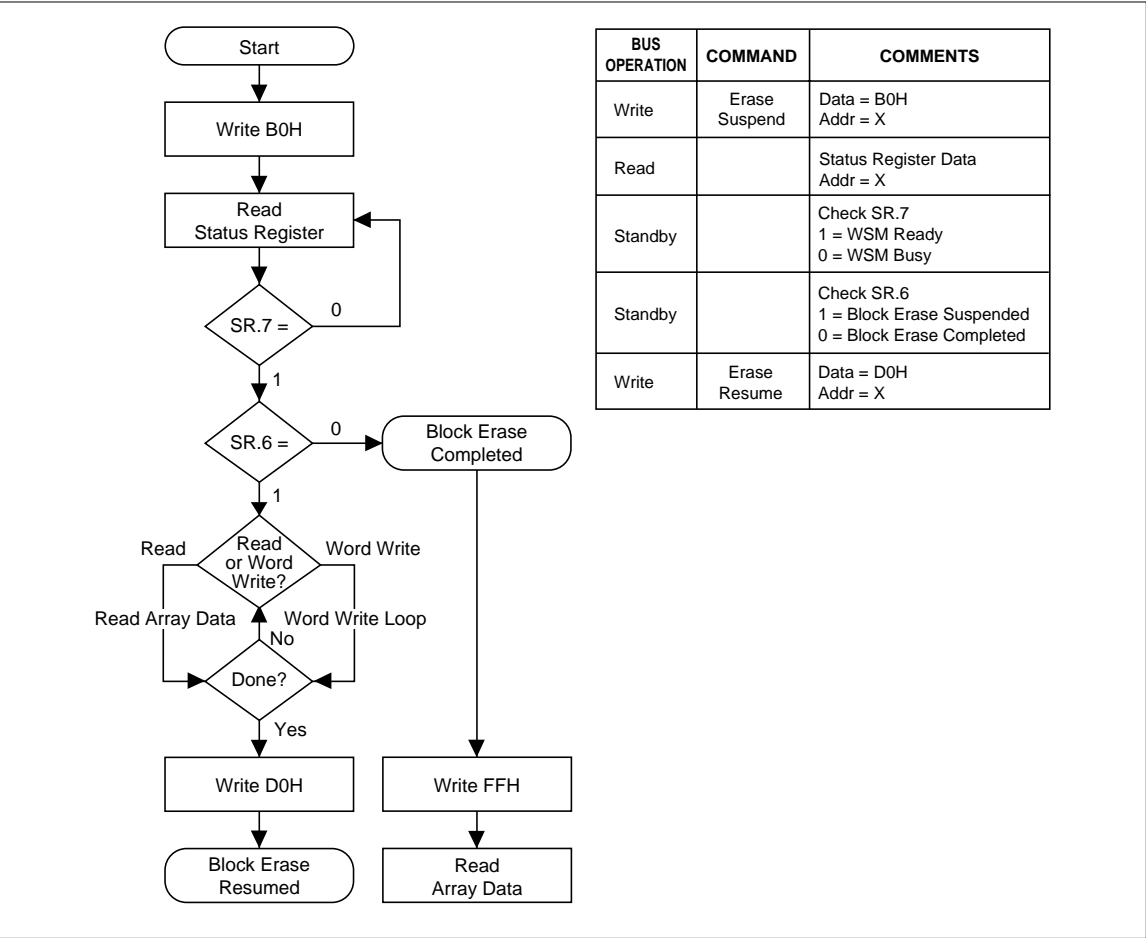 Start
Write B0H
Read
Status Register
SR.7 =
0
1
SR.6 =
0
Block Erase
Completed
1
Read
Read
or Word
Write?
Word Write
Read Array Data
Word Write Loop
No
Done?
Yes
Write D0H
Write FFH
Block Erase
Resumed
Read
Array Data
BUS
OPERATION
COMMAND
COMMENTS
Write
Erase
Suspend
Data = B0H
Addr = X
Read
Status Register Data
Addr = X
Standby
Check SR.7
1 = WSM Ready
0 = WSM Busy
Standby
Check SR.6
1 = Block Erase Suspended
0 = Block Erase Completed
Write
Erase
Resume
Data = D0H
Addr = X